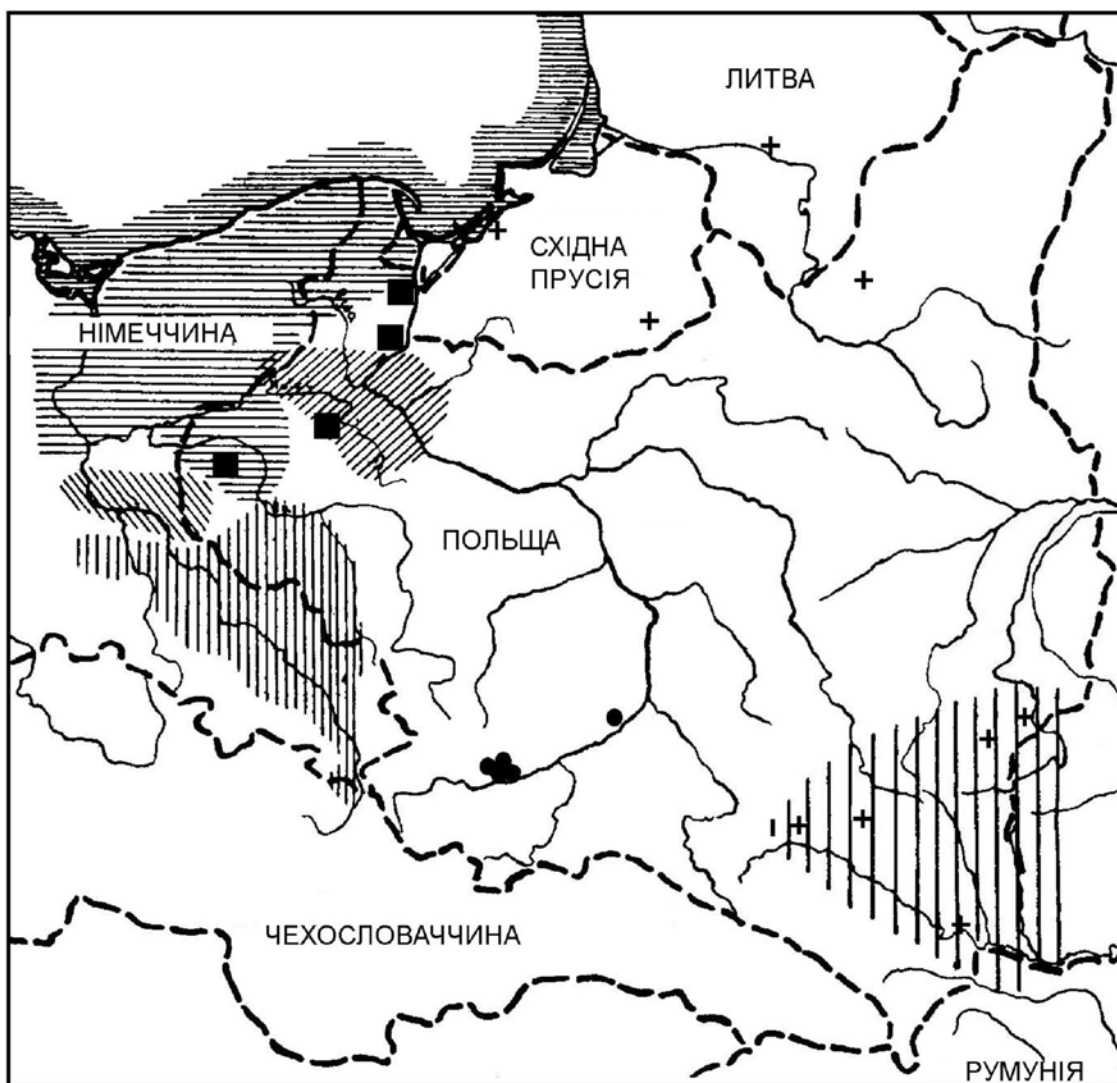 ЛИТВА
СХІДНА
ПРУСІЯ
НІМЕЧЧИНА
ПОЛЬЩА
ЧЕХОСЛОВАЧЧИНА
РУМУНІЯ